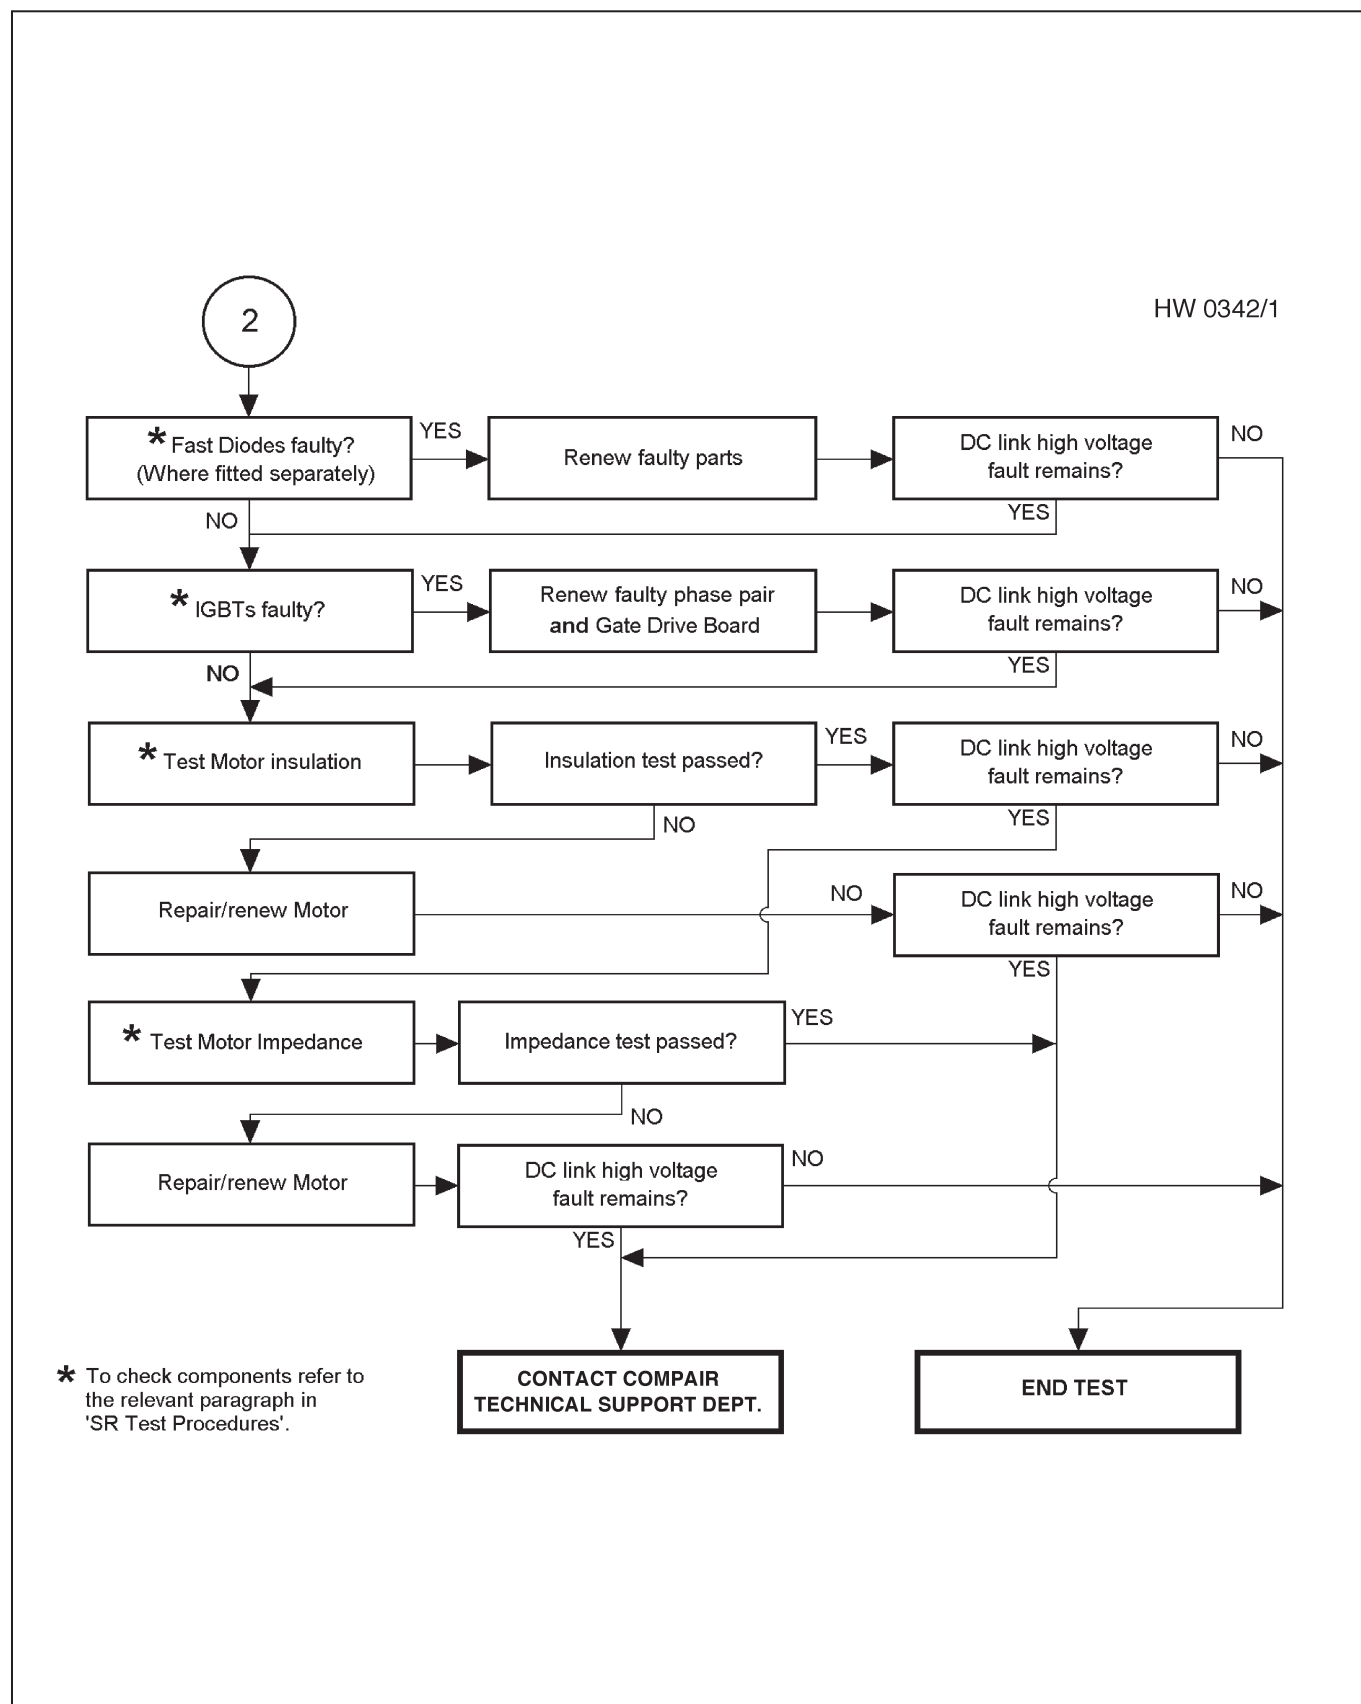 HW 0342/1
2
* Fast Diodes faulty?
(Where fitted separately)
YES
Renew faulty parts
DC link high voltage
fault remains?
NO
NO
YES
* IGBTs faulty?
YES
Renew faulty phase pair
and Gate Drive Board
DC link high voltage
fault remains?
NO
NO
YES
* Test Motor insulation
Insulation test passed?
YES
DC link high voltage
fault remains?
NO
NO
YES
Repair/renew Motor
NO
DC link high voltage
fault remains?
NO
YES
* Test Motor Impedance
Impedance test passed?
YES
NO
Repair/renew Motor
DC link high voltage
fault remains?
NO
YES
* To check components refer to
the relevant paragraph in
'SR Test Procedures'.
CONTACT COMPAIR
TECHNICAL SUPPORT DEPT.
END TEST